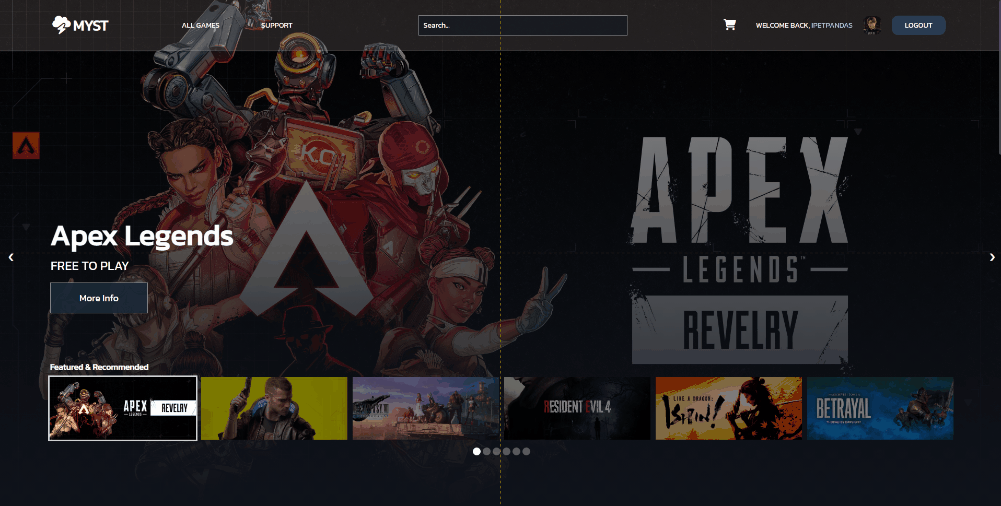 MYST
ALL GAMES
SUPPORT
Search..
WELCOME BACK, IPETPANDAS
LOGOUT
K.O.
APEX
LEGENDS™
REVELRY
Apex Legends
FREE TO PLAY
More Info
Featured & Recommended
APEX
LEGENDS
REVELRY
RESIDENT EVIL 4
LIKE A DRAGON:
ISHIN!
BETRAYAL